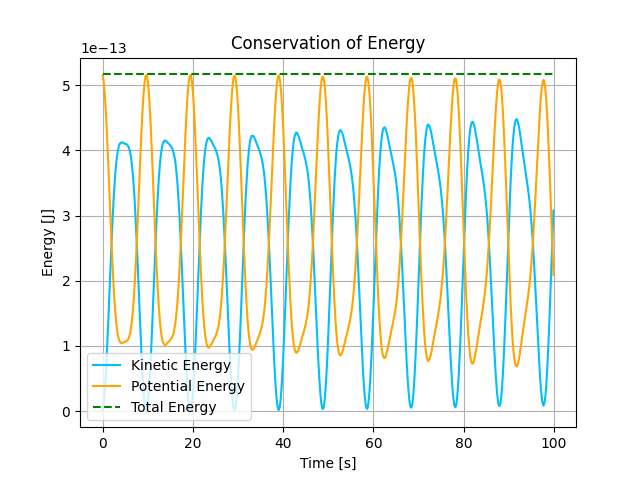 Conservation of Energy
1e−13
5
4
3
2
1
0
Energy [J]
Kinetic Energy
Potential Energy
Total Energy
0 20 40 60 80 100
Time [s]